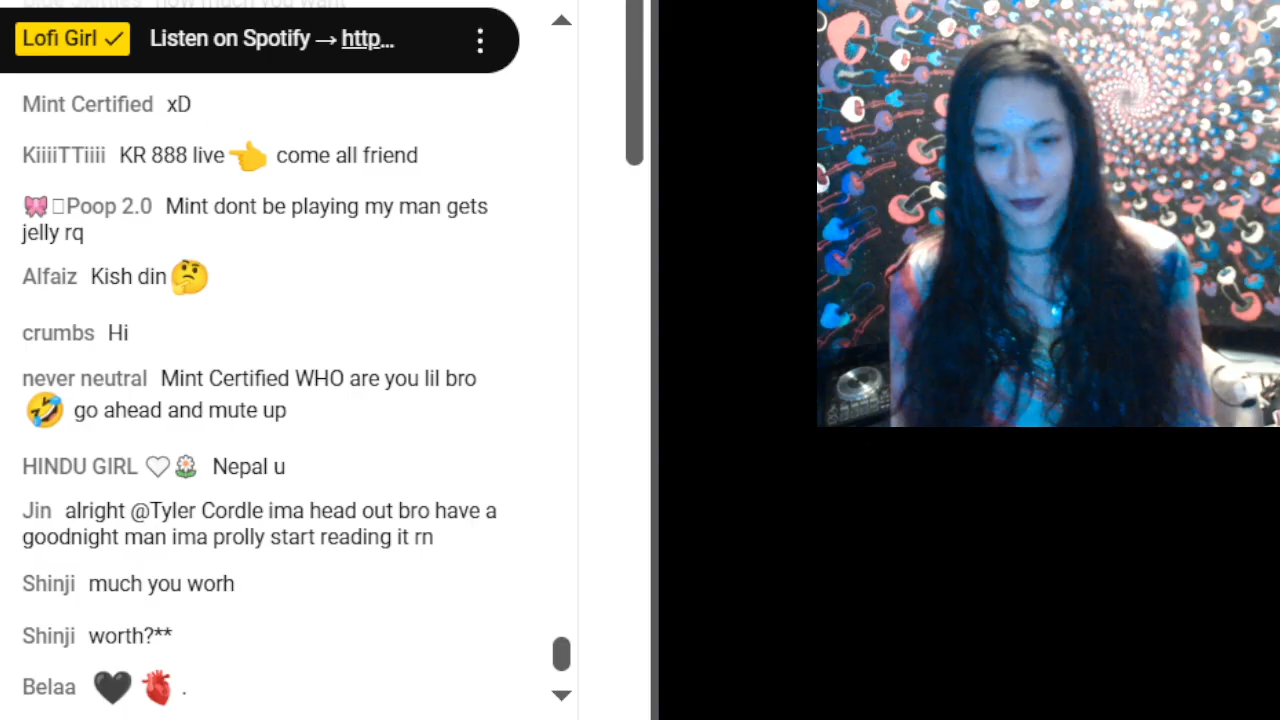 Lofi Girl ✓ Listen on Spotify → http...
Mint Certified xD
KiiiiTTiiii KR 888 live 👈 come all friend
🎀 Poop 2.0 Mint dont be playing my man gets
jelly rq
Alfaiz Kish din 🤔
crumbs Hi
never neutral Mint Certified WHO are you lil bro
🤣 go ahead and mute up
HINDU GIRL ♡🌼 Nepal u
Jin alright @Tyler Cordle ima head out bro have a
goodnight man ima prolly start reading it rn
Shinji much you worh
Shinji worth?**
Belaa 🖤 🫀 .